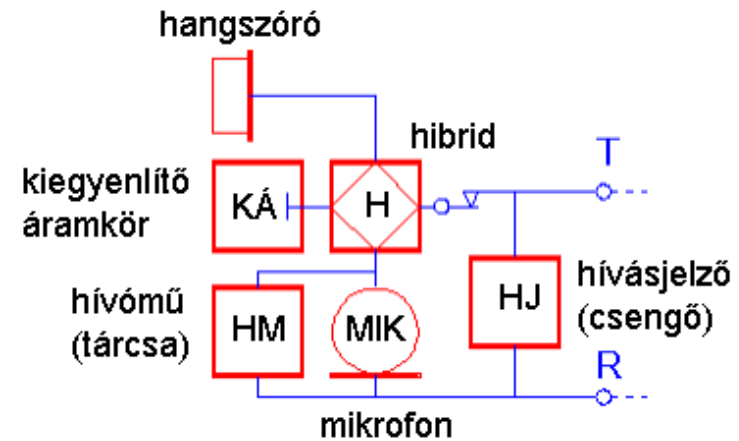 hangszóró
hibrid
T
kiegyenlítő
áramkör
KÁ
H
hívómű
(tárcsa)
HM
MIK
HJ
hívásjelző
(csengő)
R
mikrofon